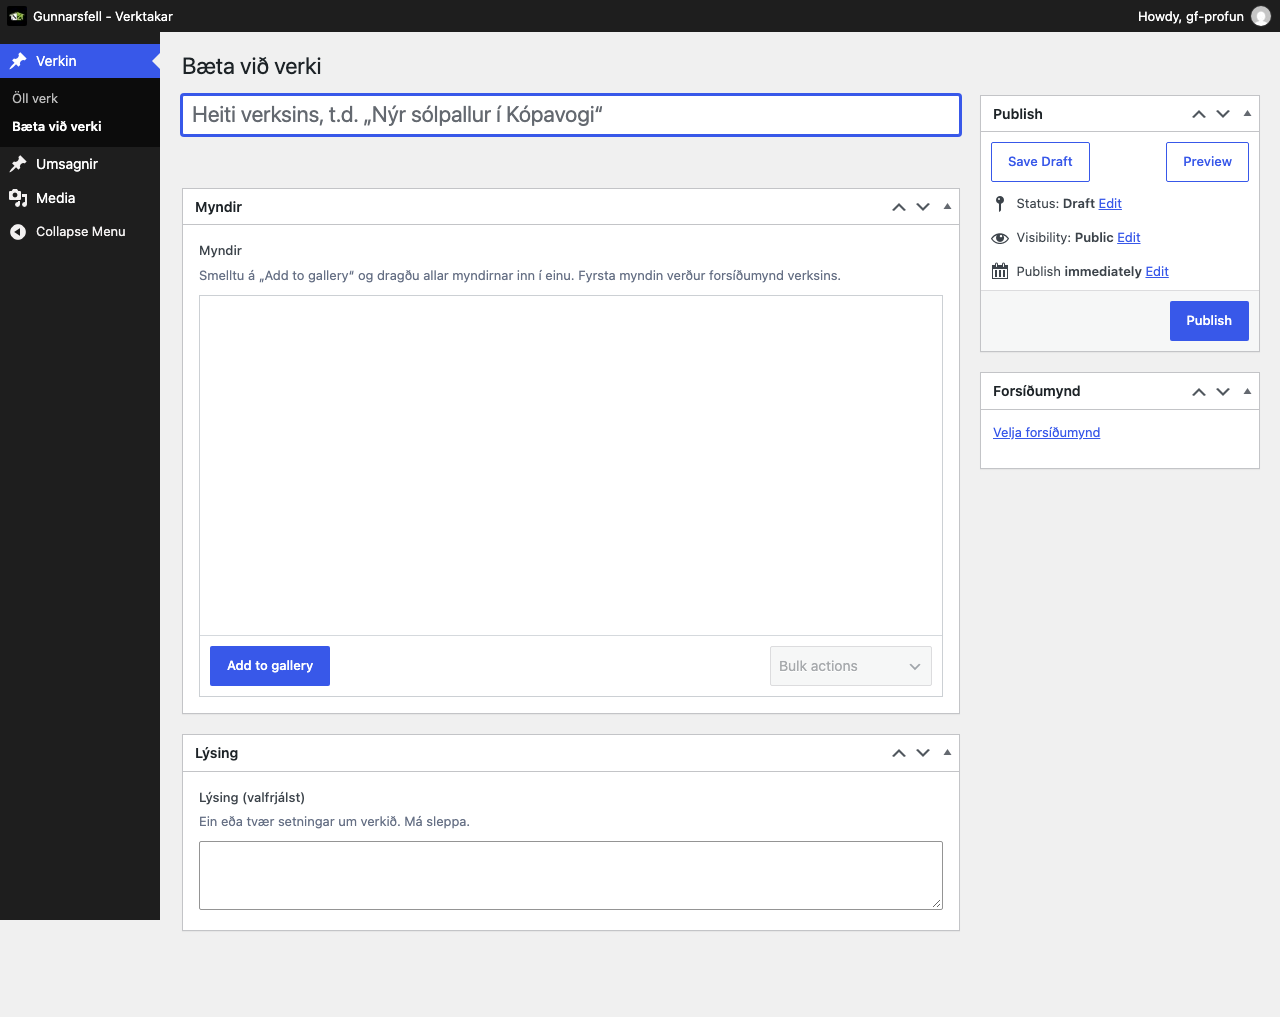 Gunnarsfell - Verktakar
Howdy, gf-profun
Verkin
Öll verk
Bæta við verki
Umsagnir
Media
Collapse Menu
Bæta við verki
Heiti verksins, t.d. „Nýr sólpallur í Kópavogi“
Myndir
Myndir
Smelltu á „Add to gallery“ og dragðu allar myndirnar inn í einu. Fyrsta myndin verður forsíðumynd verksins.
Add to gallery
Bulk actions
Lýsing
Lýsing (valfrjálst)
Ein eða tvær setningar um verkið. Má sleppa.
Publish
Save Draft
Preview
Status: Draft Edit
Visibility: Public Edit
Publish immediately Edit
Publish
Forsíðumynd
Velja forsíðumynd